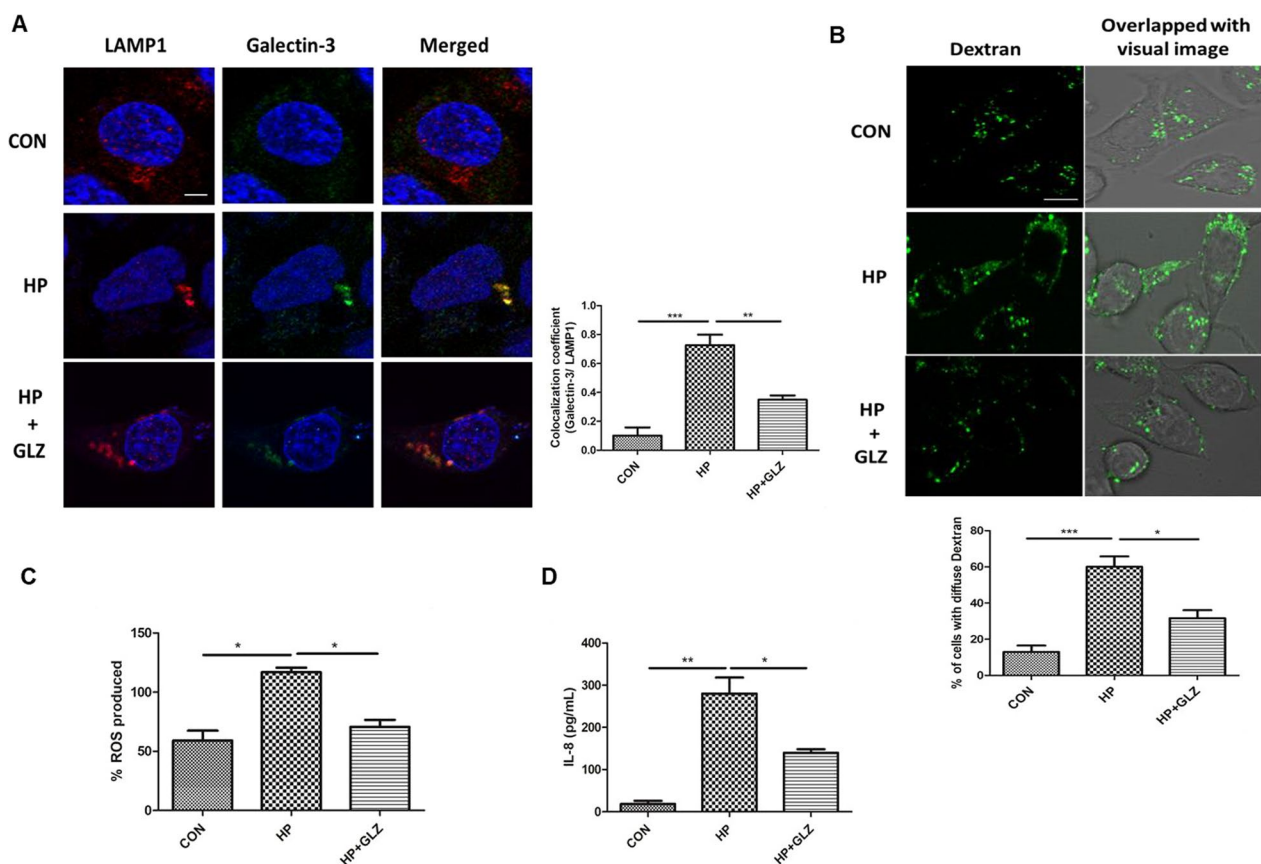 A
LAMP1
Galectin-3
Merged
CON
HP
HP
+
GLZ
Colocalization coefficient
(Galectin-3/ LAMP1)
1.0
0.8
0.6
0.4
0.2
0.0
***
**
CON
HP
HP+GLZ
B
Dextran
Overlapped with
visual image
CON
HP
HP
+
GLZ
% of cells with diffuse Dextran
80
60
40
20
0
***
*
CON
HP
HP+GLZ
C
% ROS produced
150
100
50
0
*
*
CON
HP
HP+GLZ
D
IL-8 (pg/mL)
400
300
200
100
0
**
*
CON
HP
HP+GLZ